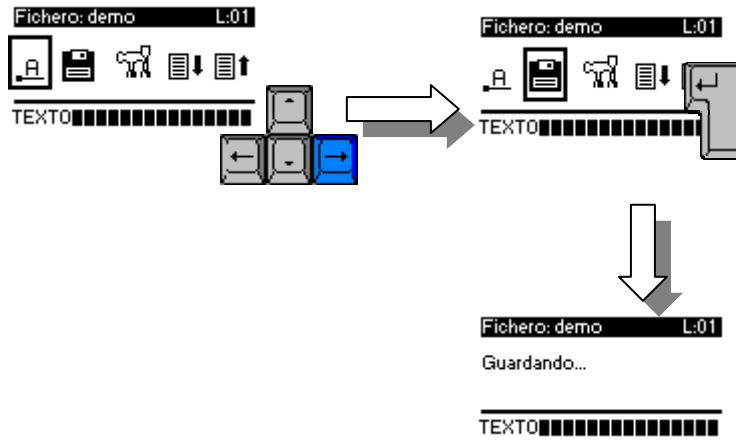 Fichero: demo L:01
A
TEXTO
Fichero: demo L:01
A
TEXTO
Fichero: demo L:01
Guardando...
TEXTO